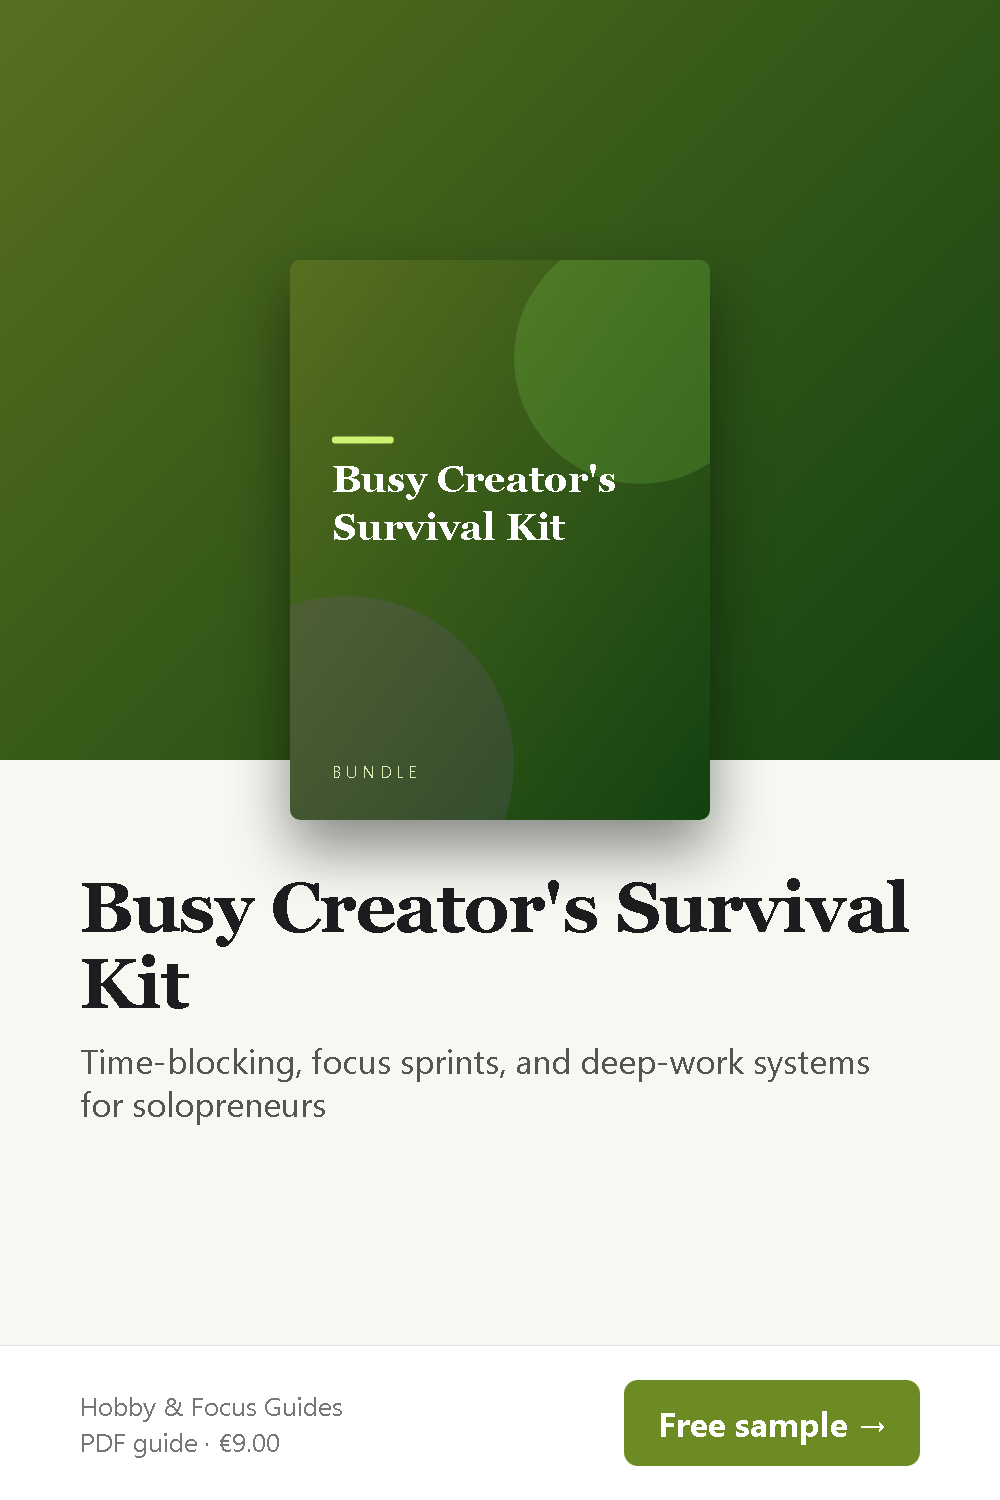 Busy Creator's
Survival Kit
BUNDLE
Busy Creator's Survival
Kit
Time-blocking, focus sprints, and deep-work systems
for solopreneurs
Hobby & Focus Guides
PDF guide · €9.00
Free sample →